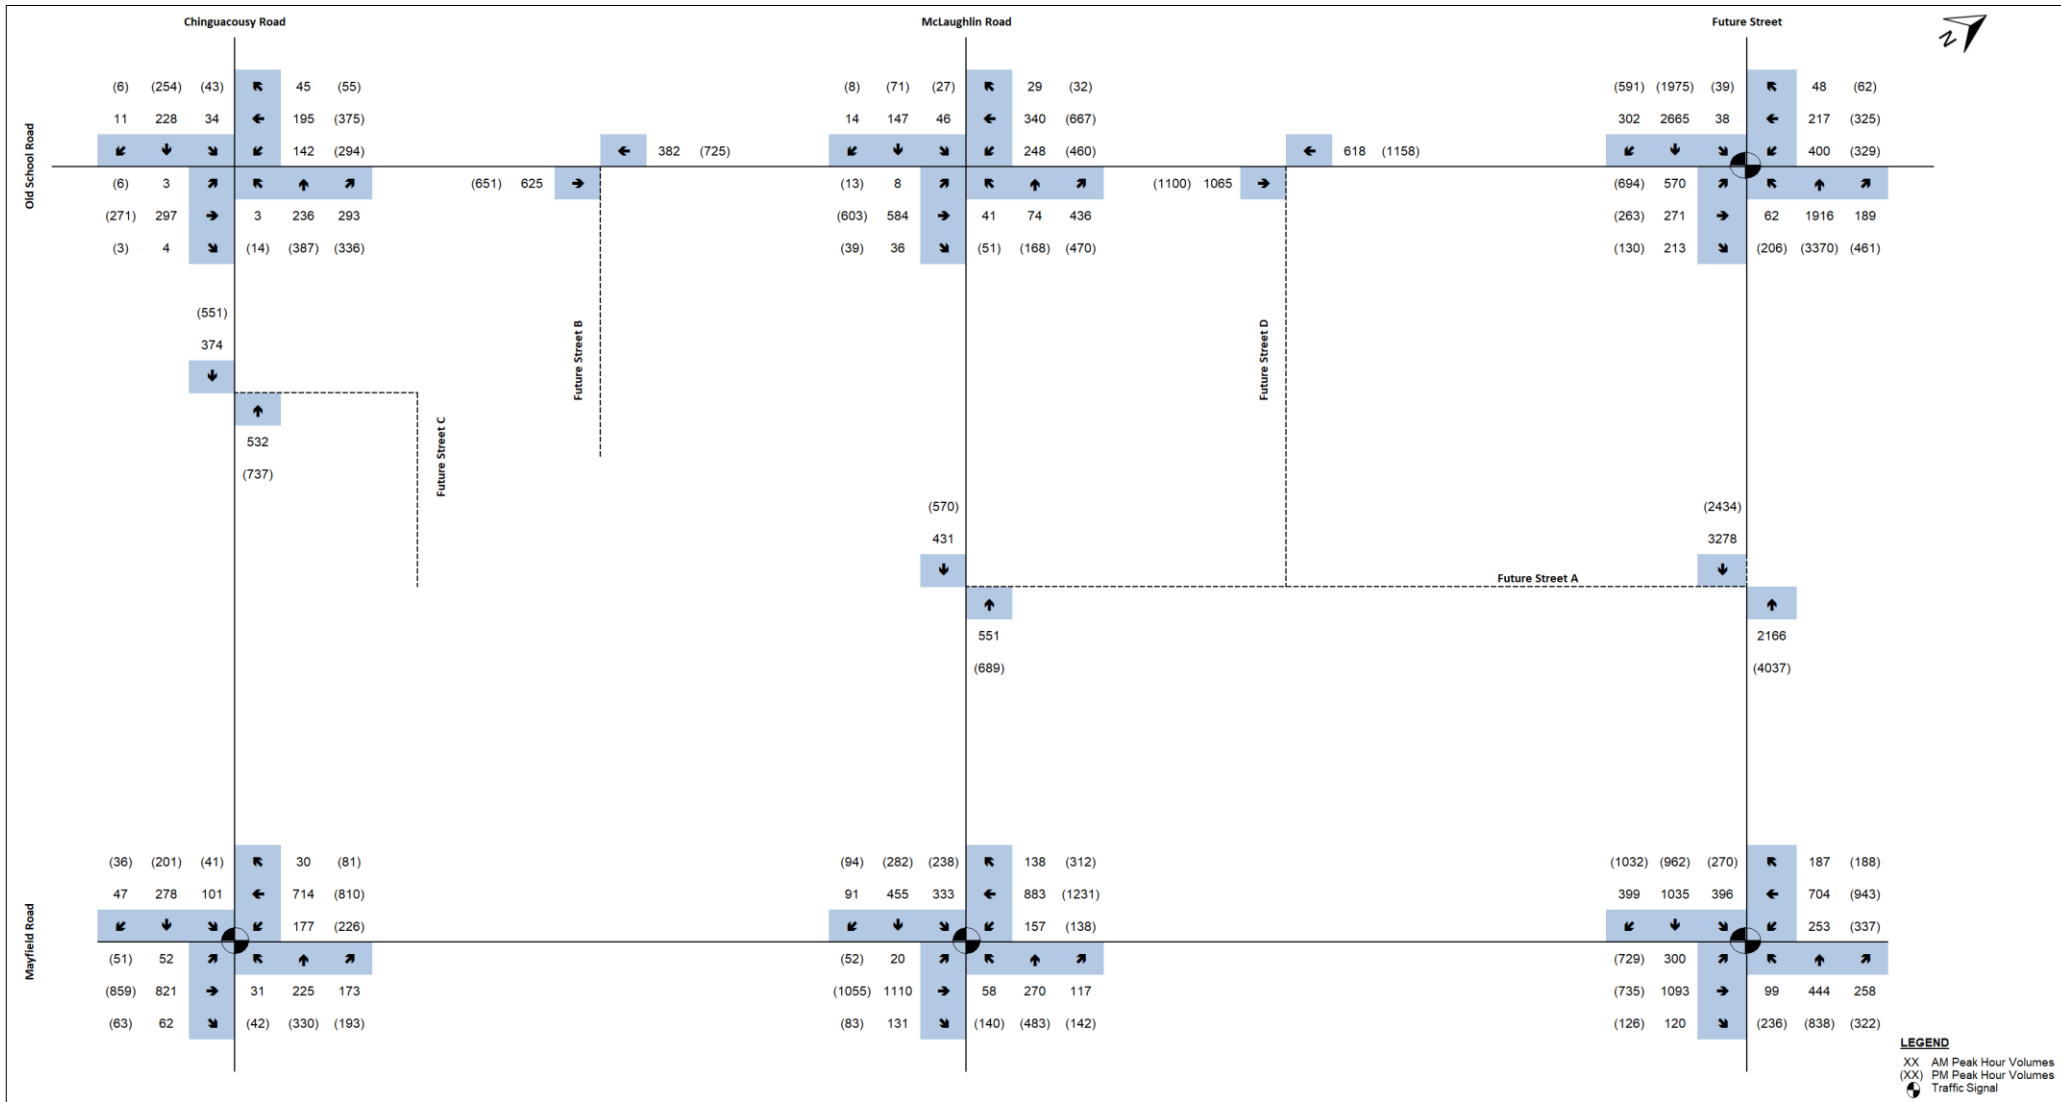 Chinguacousy Road McLaughlin Road Future Street
N
(6) (254) (43) 45 (55) (8) (71) (27) 29 (32) (591) (1975) (39) 48 (62)
11 228 34 195 (375) 14 147 46 340 (667) 302 2665 38 217 (325)
142 (294) 382 (725) 248 (460) 618 (1158) 400 (329)
Old School Road
(6) 3 (651) 625 (13) 8 (1100) 1065 (694) 570
(271) 297 3 236 293 (603) 584 41 74 436 (263) 271 62 1916 189
(3) 4 (14) (387) (336) (39) 36 (51) (168) (470) (130) 213 (206) (3370) (461)
(551)
374
Future Street B
Future Street D
532
(737)
Future Street C
(570) (2434)
431 3278
Future Street A
551 2166
(689) (4037)
(36) (201) (41) 30 (81) (94) (282) (238) 138 (312) (1032) (962) (270) 187 (188)
47 278 101 714 (810) 91 455 333 883 (1231) 399 1035 396 704 (943)
177 (226) 157 (138) 253 (337)
Mayfield Road
(51) 52 (52) 20 (729) 300
(859) 821 31 225 173 (1055) 1110 58 270 117 (735) 1093 99 444 258
(63) 62 (42) (330) (193) (83) 131 (140) (483) (142) (126) 120 (236) (838) (322)
LEGEND
XX AM Peak Hour Volumes
(XX) PM Peak Hour Volumes
Traffic Signal